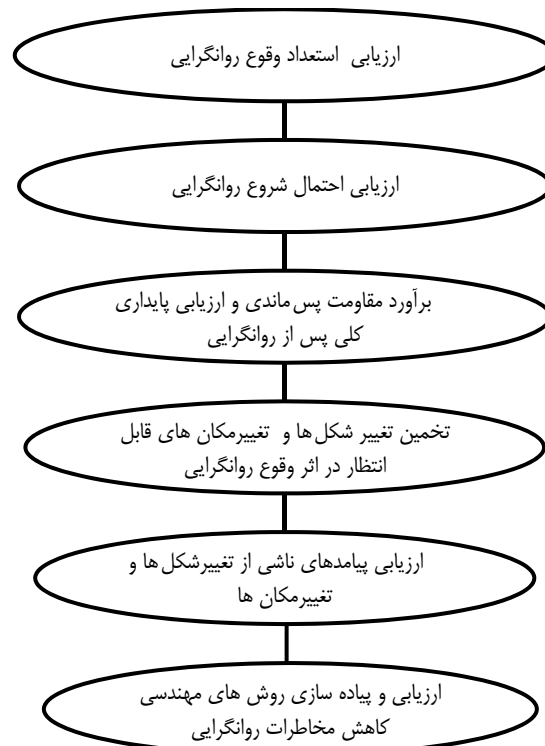 ارزیابی استعداد وقوع روانگرایی
ارزیابی احتمال شروع روانگرایی
برآورد مقاومت پس ماندی و ارزیابی پایداری
کلی پس از روانگرایی
تخمین تغییر شکل ها و تغییرمکان های قابل
انتظار در اثر وقوع روانگرایی
ارزیابی پیامدهای ناشی از تغییرشکل ها و
تغییرمکان ها
ارزیابی و پیاده سازی روش های مهندسی
کاهش مخاطرات روانگرایی